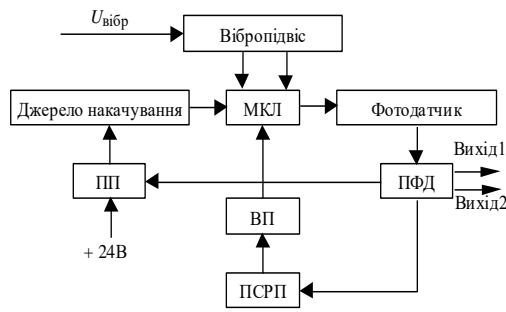 Uвібр
Вібропідвіс
Джерело накачування
МКЛ
Фотодатчик
Вихід1
ПП
ПФД
Вихід2
ВП
+ 24В
ПСРП